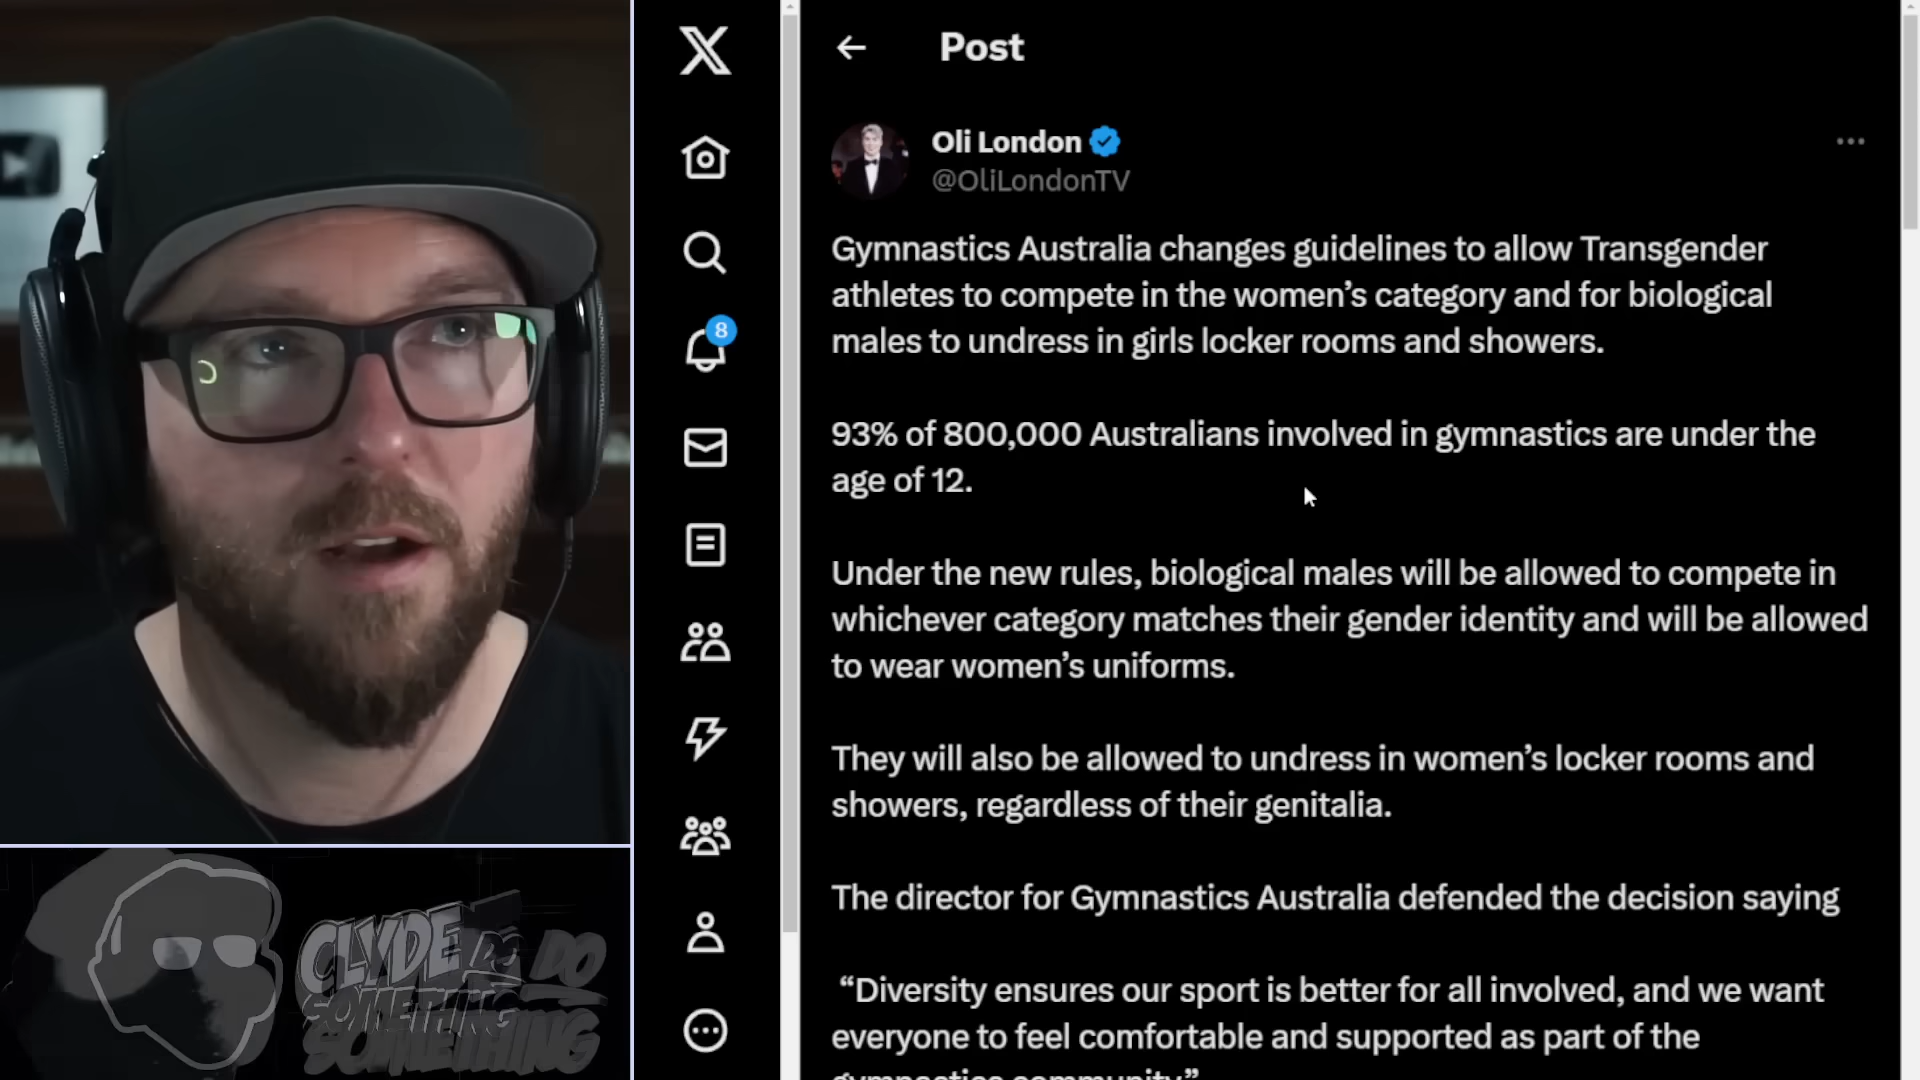 Post
Oli London
@OliLondonTV
Gymnastics Australia changes guidelines to allow Transgender
athletes to compete in the women’s category and for biological
males to undress in girls locker rooms and showers.
93% of 800,000 Australians involved in gymnastics are under the
age of 12.
Under the new rules, biological males will be allowed to compete in
whichever category matches their gender identity and will be allowed
to wear women’s uniforms.
They will also be allowed to undress in women’s locker rooms and
showers, regardless of their genitalia.
The director for Gymnastics Australia defended the decision saying
“Diversity ensures our sport is better for all involved, and we want
everyone to feel comfortable and supported as part of the
gymnastics community”
8
CLYDE DO
SOMETHING